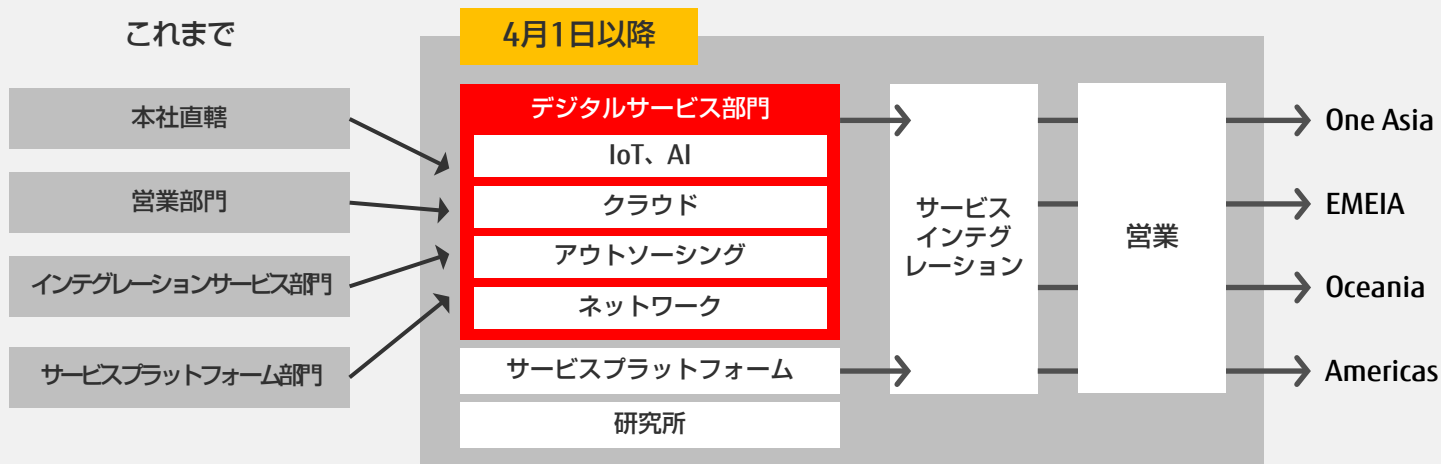 これまで
本社直轄
営業部門
インテグレーションサービス部門
サービスプラットフォーム部門
4月1日以降
デジタルサービス部門
IoT、AI
クラウド
アウトソーシング
ネットワーク
サービスプラットフォーム
研究所
サービス
インテグ
レーション
営業
One Asia
EMEIA
Oceania
Americas